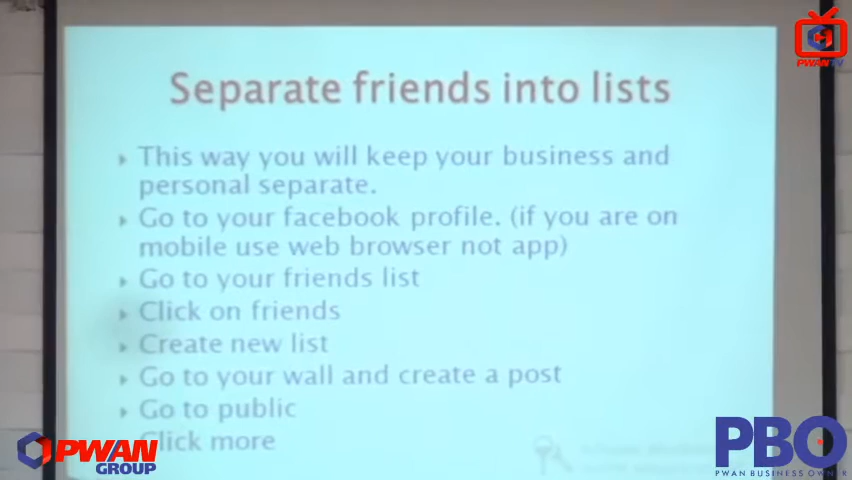 PWANTV
Separate friends into lists
This way you will keep your business and
personal separate.
Go to your facebook profile. (if you are on
mobile use web browser not app)
Go to your friends list
Click on friends
Create new list
Go to your wall and create a post
Go to public
Click more
PWAN
GROUP
PBO
PWAN BUSINESS OWNER